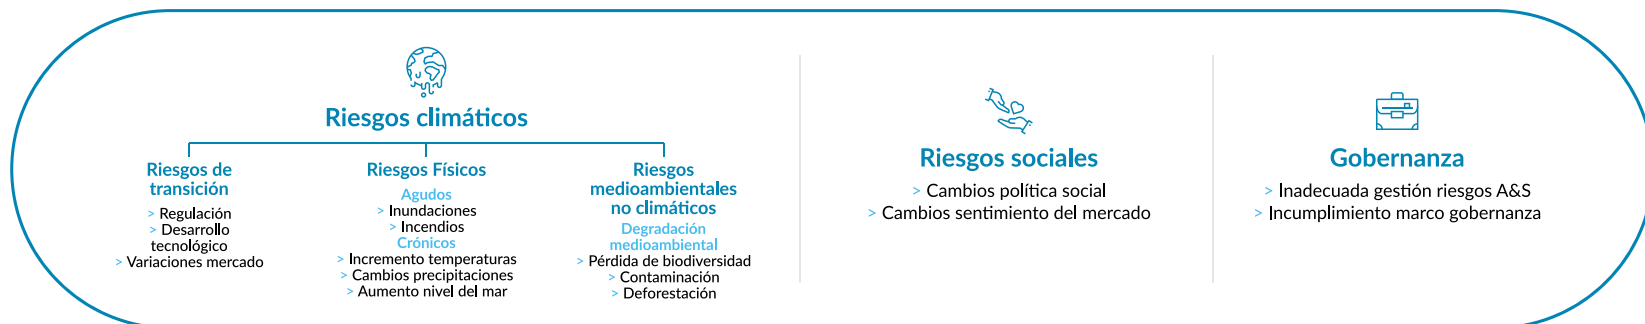 Riesgos climáticos
Riesgos de
transición
> Regulación
> Desarrollo
tecnológico
> Variaciones mercado
Riesgos Físicos
Agudos
> Inundaciones
> Incendios
Crónicos
> Incremento temperaturas
> Cambios precipitaciones
> Aumento nivel del mar
Riesgos
medioambientales
no climáticos
Degradación
medioambiental
> Pérdida de biodiversidad
> Contaminación
> Deforestación
Riesgos sociales
> Cambios política social
> Cambios sentimiento del mercado
Gobernanza
> Inadecuada gestión riesgos A&S
> Incumplimiento marco gobernanza